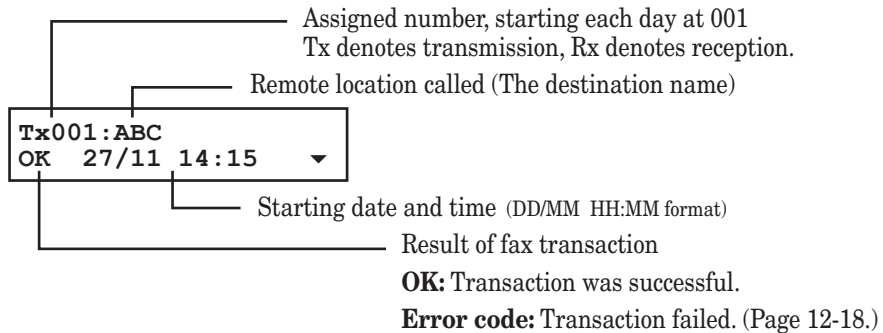 Assigned number, starting each day at 001
Tx denotes transmission, Rx denotes reception.
Remote location called (The destination name)
Tx001:ABC
OK 27/11 14:15
Starting date and time (DD/MM HH:MM format)
Result of fax transaction
OK: Transaction was successful.
Error code: Transaction failed. (Page 12-18.)